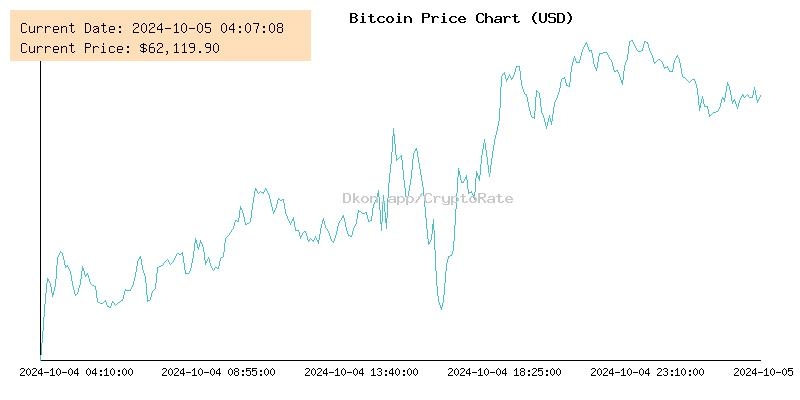 Bitcoin Price Chart (USD)
Current Date: 2024-10-05 04:07:08
Current Price: $62,119.90
Dkon.app/CryptoRate
2024-10-04 04:10:00 2024-10-04 08:55:00 2024-10-04 13:40:00 2024-10-04 18:25:00 2024-10-04 23:10:00 2024-10-05